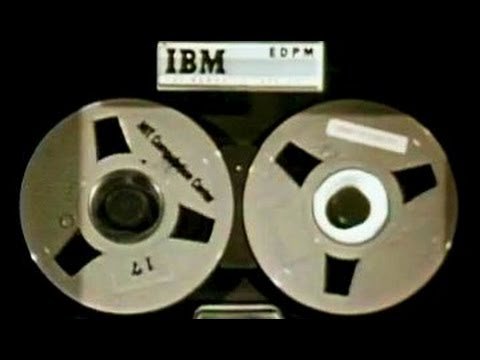 IBM EDPM
MIT Computation Center
17